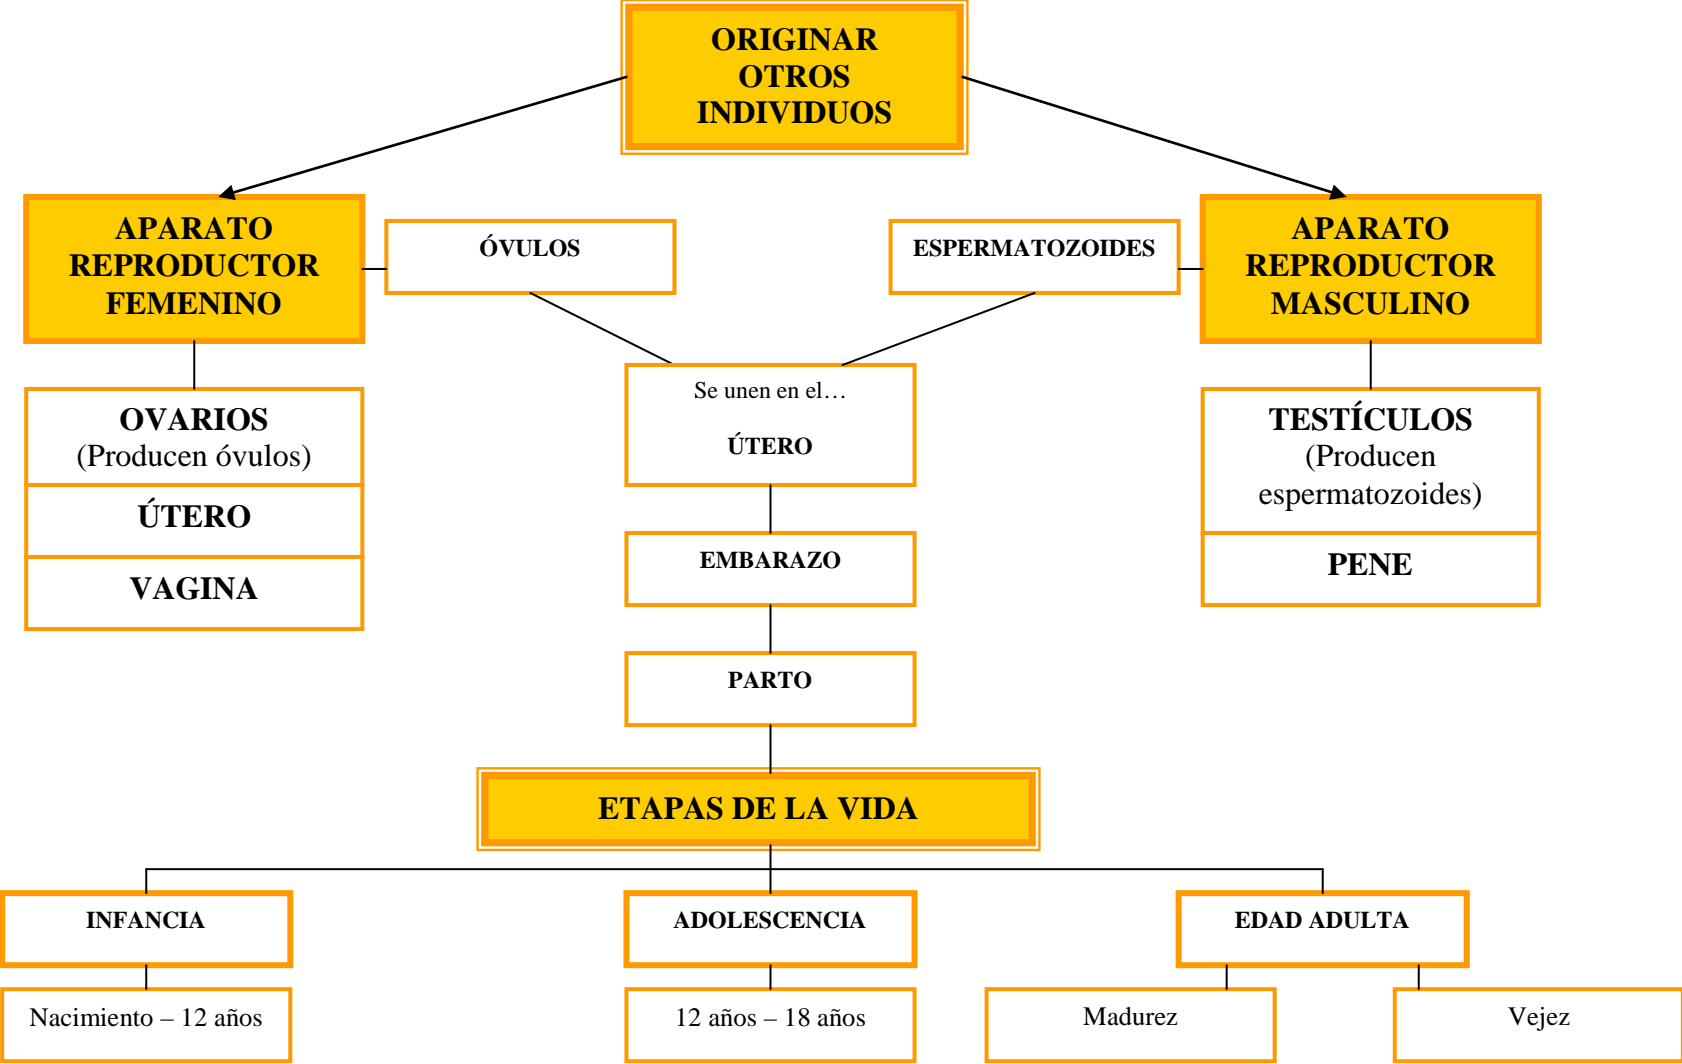 ORIGINAR
OTROS
INDIVIDUOS
APARATO
REPRODUCTOR
FEMENINO
ÓVULOS
ESPERMATOZOIDES
APARATO
REPRODUCTOR
MASCULINO
Se unen en el…
ÚTERO
OVARIOS
(Producen óvulos)
ÚTERO
VAGINA
TESTÍCULOS
(Producen
espermatozoides)
PENE
EMBARAZO
PARTO
ETAPAS DE LA VIDA
INFANCIA
ADOLESCENCIA
EDAD ADULTA
Nacimiento – 12 años
12 años – 18 años
Madurez
Vejez